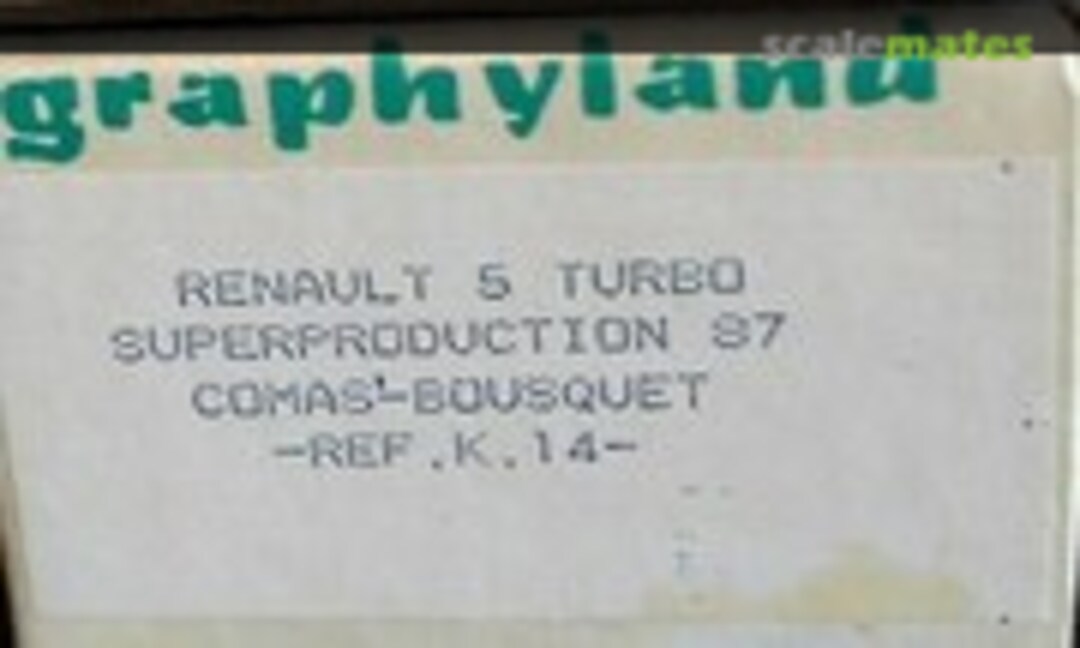 scalemates
graphyland
RENAULT 5 TURBO
SUPERPRODUCTION 87
COMAS'-BOUSQUET
-REF.K.14-